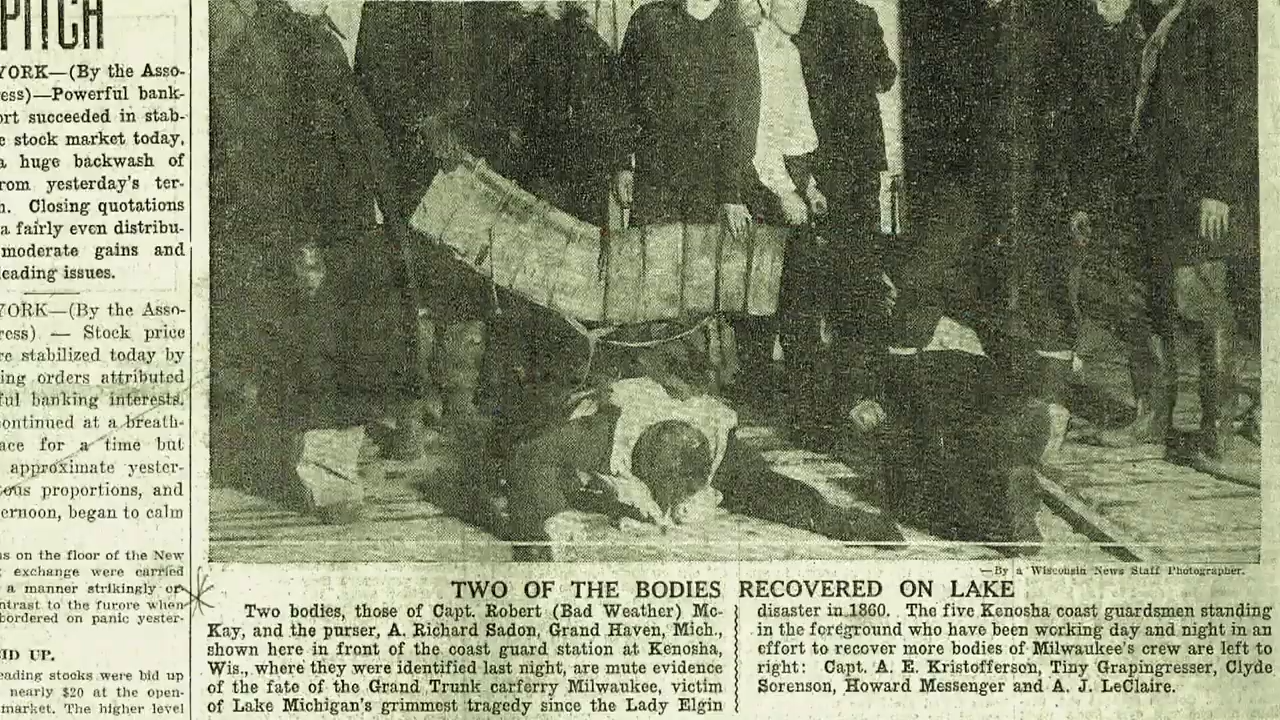 PITCH
YORK—(By the Asso-
ess)—Powerful bank-
ort succeeded in stab-
e stock market today,
a huge backwash of
rom yesterday's ter-
h. Closing quotations
a fairly even distribu-
moderate gains and
leading issues.
YORK—(By the Asso-
ress) — Stock price
re stabilized today by
ing orders attributed
ful banking interests.
ontinued at a breath-
ace for a time but
approximate yester-
ous proportions, and
ernoon, began to calm
s on the floor of the New
exchange were carried
a manner strikingly or
ntrast to the furore when
bordered on panic yester-
ID UP.
eading stocks were bid up
nearly $20 at the open-
market. The higher level
—By a Wisconsin News Staff Photographer.
TWO OF THE BODIES RECOVERED ON LAKE
Two bodies, those of Capt. Robert (Bad Weather) Mc-
Kay, and the purser, A. Richard Sadon, Grand Haven, Mich.,
shown here in front of the coast guard station at Kenosha,
Wis., where they were identified last night, are mute evidence
of the fate of the Grand Trunk carferry Milwaukee, victim
of Lake Michigan's grimmest tragedy since the Lady Elgin
disaster in 1860. The five Kenosha coast guardsmen standing
in the foreground who have been working day and night in an
effort to recover more bodies of Milwaukee's crew are left to
right: Capt. A. E. Kristofferson, Tiny Grapingresser, Clyde
Sorenson, Howard Messenger and A. J. LeClaire.